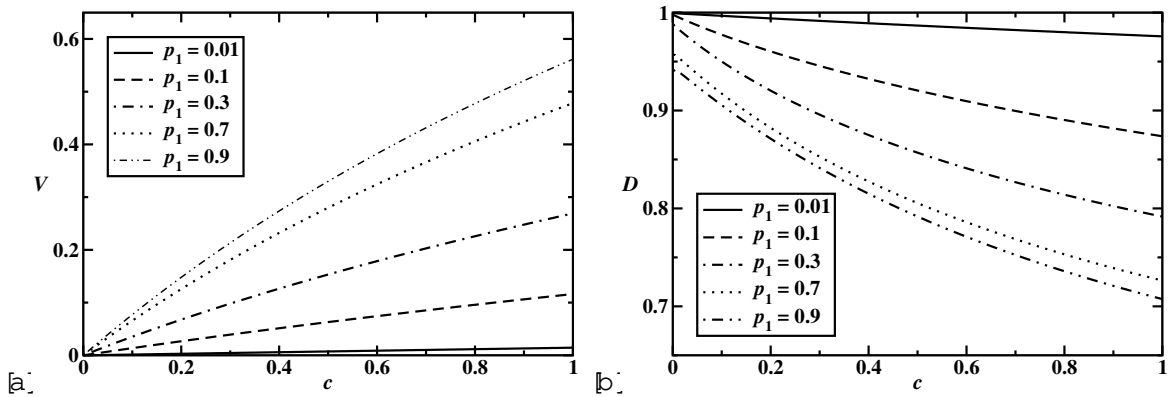 0.6
0.4
0.2
0
V
p1 = 0.01
p1 = 0.1
p1 = 0.3
p1 = 0.7
p1 = 0.9
0 0.2 0.4 0.6 0.8 1
c
[a]
1
0.9
0.8
0.7
D
p1 = 0.01
p1 = 0.1
p1 = 0.3
p1 = 0.7
p1 = 0.9
0 0.2 0.4 0.6 0.8 1
c
[b]